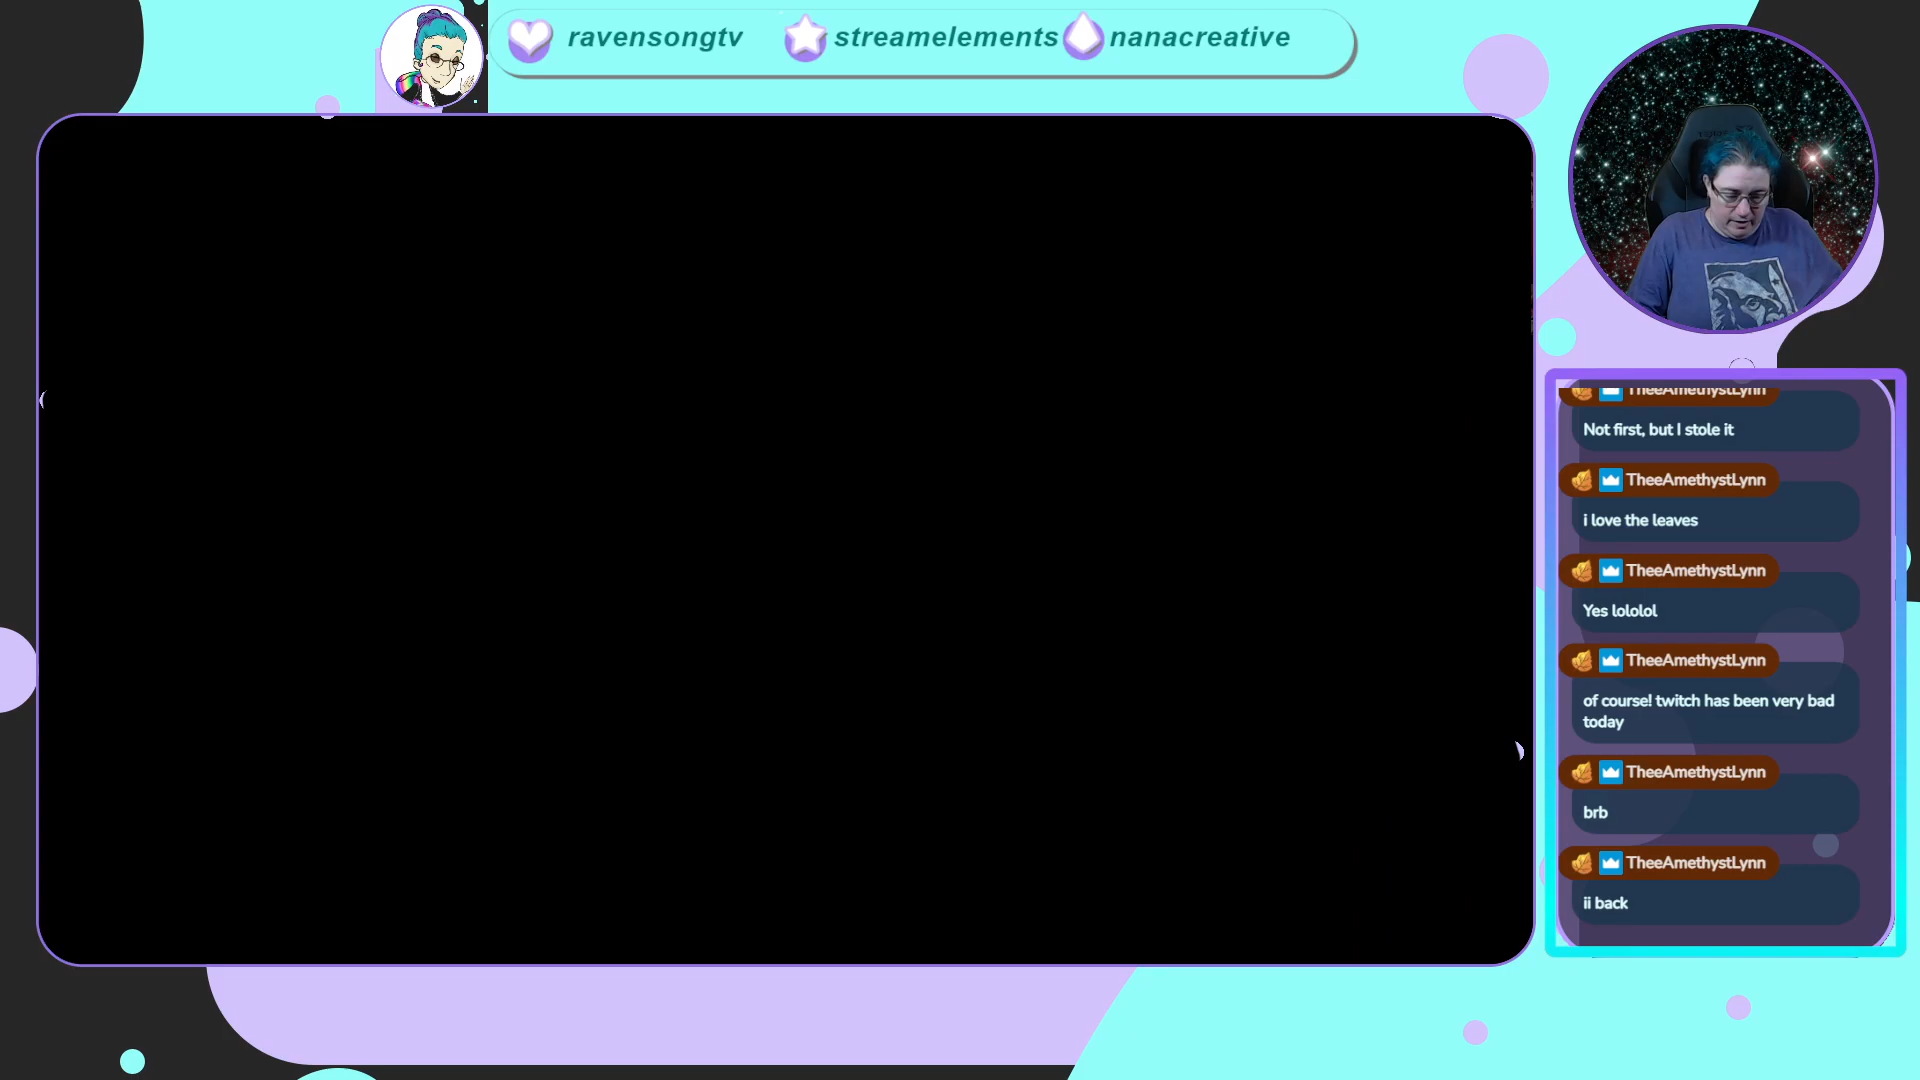 ravensongtv
streamelements
nanacreative
TheeAmethystLynn
Not first, but I stole it
TheeAmethystLynn
i love the leaves
TheeAmethystLynn
Yes lololol
TheeAmethystLynn
of course! twitch has been very bad
today
TheeAmethystLynn
brb
TheeAmethystLynn
ii back